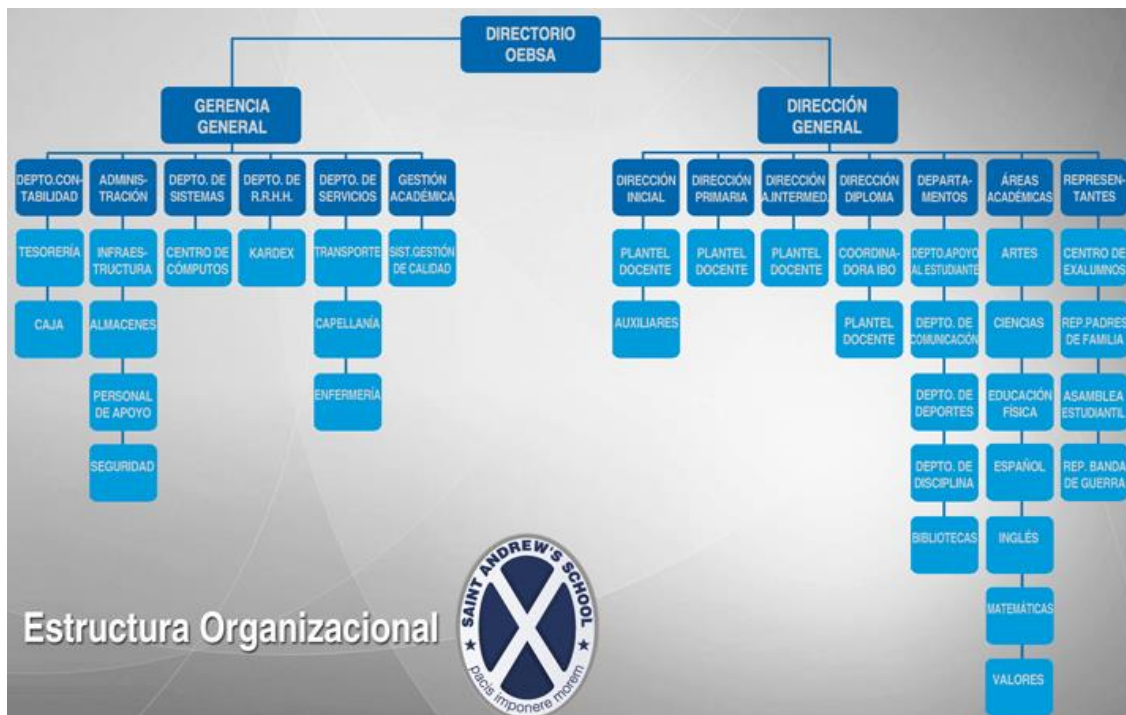 DIRECTORIO
OEBSA
GERENCIA
GENERAL
DIRECCIÓN
GENERAL
DEPTO.CON-
TABILIDAD
ADMINIS-
TRACIÓN
DEPTO. DE
SISTEMAS
DEPTO. DE
R.R.H.H.
DEPTO. DE
SERVICIOS
GESTIÓN
ACADÉMICA
DIRECCIÓN
INICIAL
DIRECCIÓN
PRIMARIA
DIRECCIÓN
A.INTERMED.
DIRECCIÓN
DIPLOMA
DEPARTA-
MENTOS
ÁREAS
ACADÉMICAS
REPRESEN-
TANTES
TESORERÍA
INFRAES-
TRUCTURA
CENTRO DE
CÓMPUTOS
KARDEX
TRANSPORTE
SIST.GESTIÓN
DE CALIDAD
PLANTEL
DOCENTE
PLANTEL
DOCENTE
PLANTEL
DOCENTE
COORDINA-
DORA IBO
DEPTO.APOYO
AL ESTUDIANTE
ARTES
CENTRO DE
EXALUMNOS
CAJA
ALMACENES
CAPELLANÍA
AUXILIARES
PLANTEL
DOCENTE
DEPTO. DE
COMUNICACIÓN
CIENCIAS
REP.PADRES
DE FAMILIA
PERSONAL
DE APOYO
ENFERMERÍA
DEPTO. DE
DEPORTES
EDUCACIÓN
FÍSICA
ASAMBLEA
ESTUDIANTIL
SEGURIDAD
DEPTO. DE
DISCIPLINA
ESPAÑOL
REP. BANDA
DE GUERRA
BIBLIOTECAS
INGLÉS
MATEMÁTICAS
VALORES
Estructura Organizacional
SAINT ANDREW'S SCHOOL
pacis imponere morem